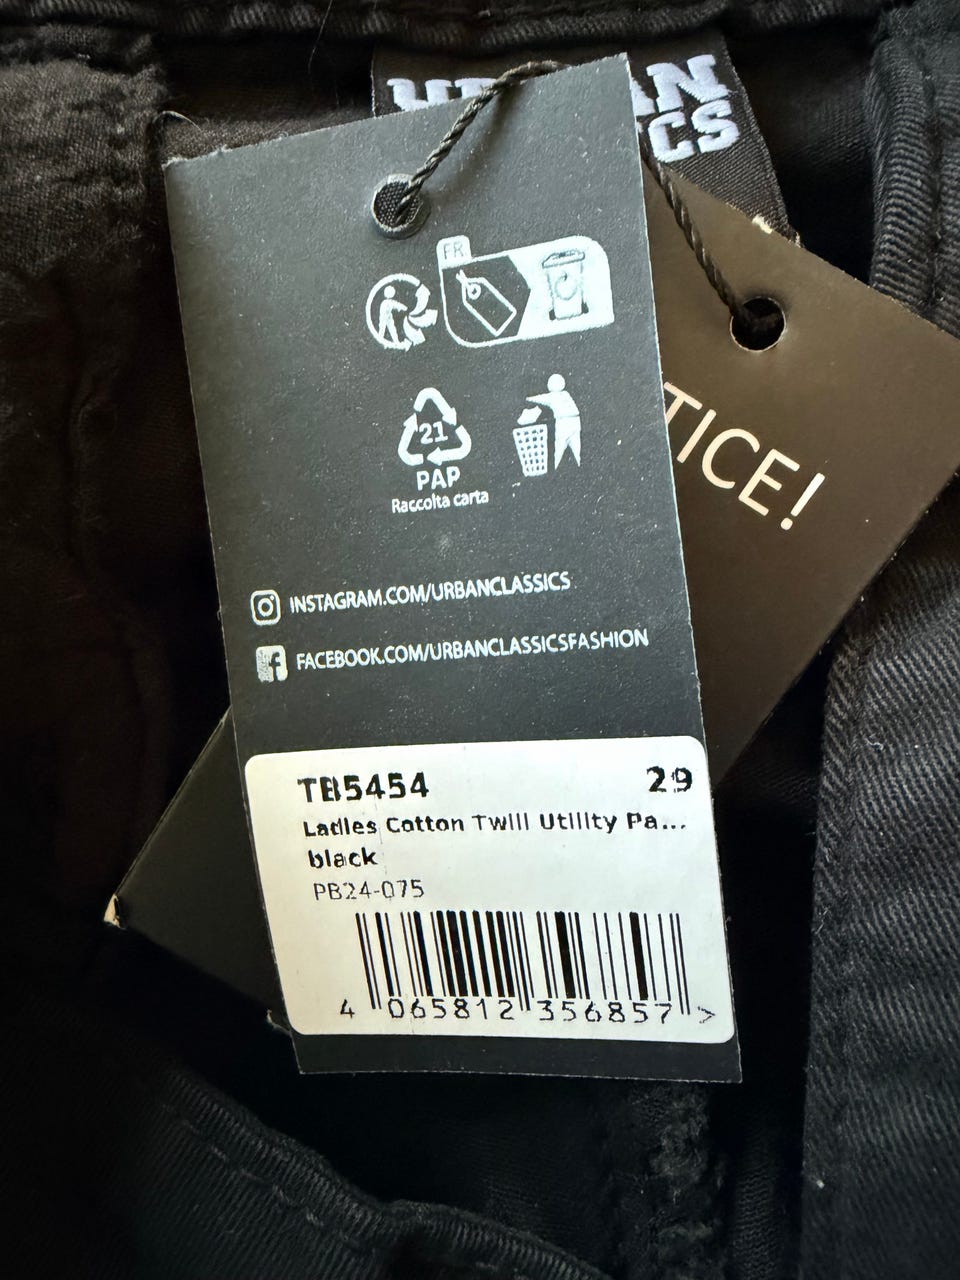 FR
21
PAP
Raccolta carta
TICE!
INSTAGRAM.COM/URBANCLASSICS
FACEBOOK.COM/URBANCLASSICSFASHION
TB5454 29
Ladies Cotton Twill Utility Pa...
black
PB24-075
4 065812 356857 >